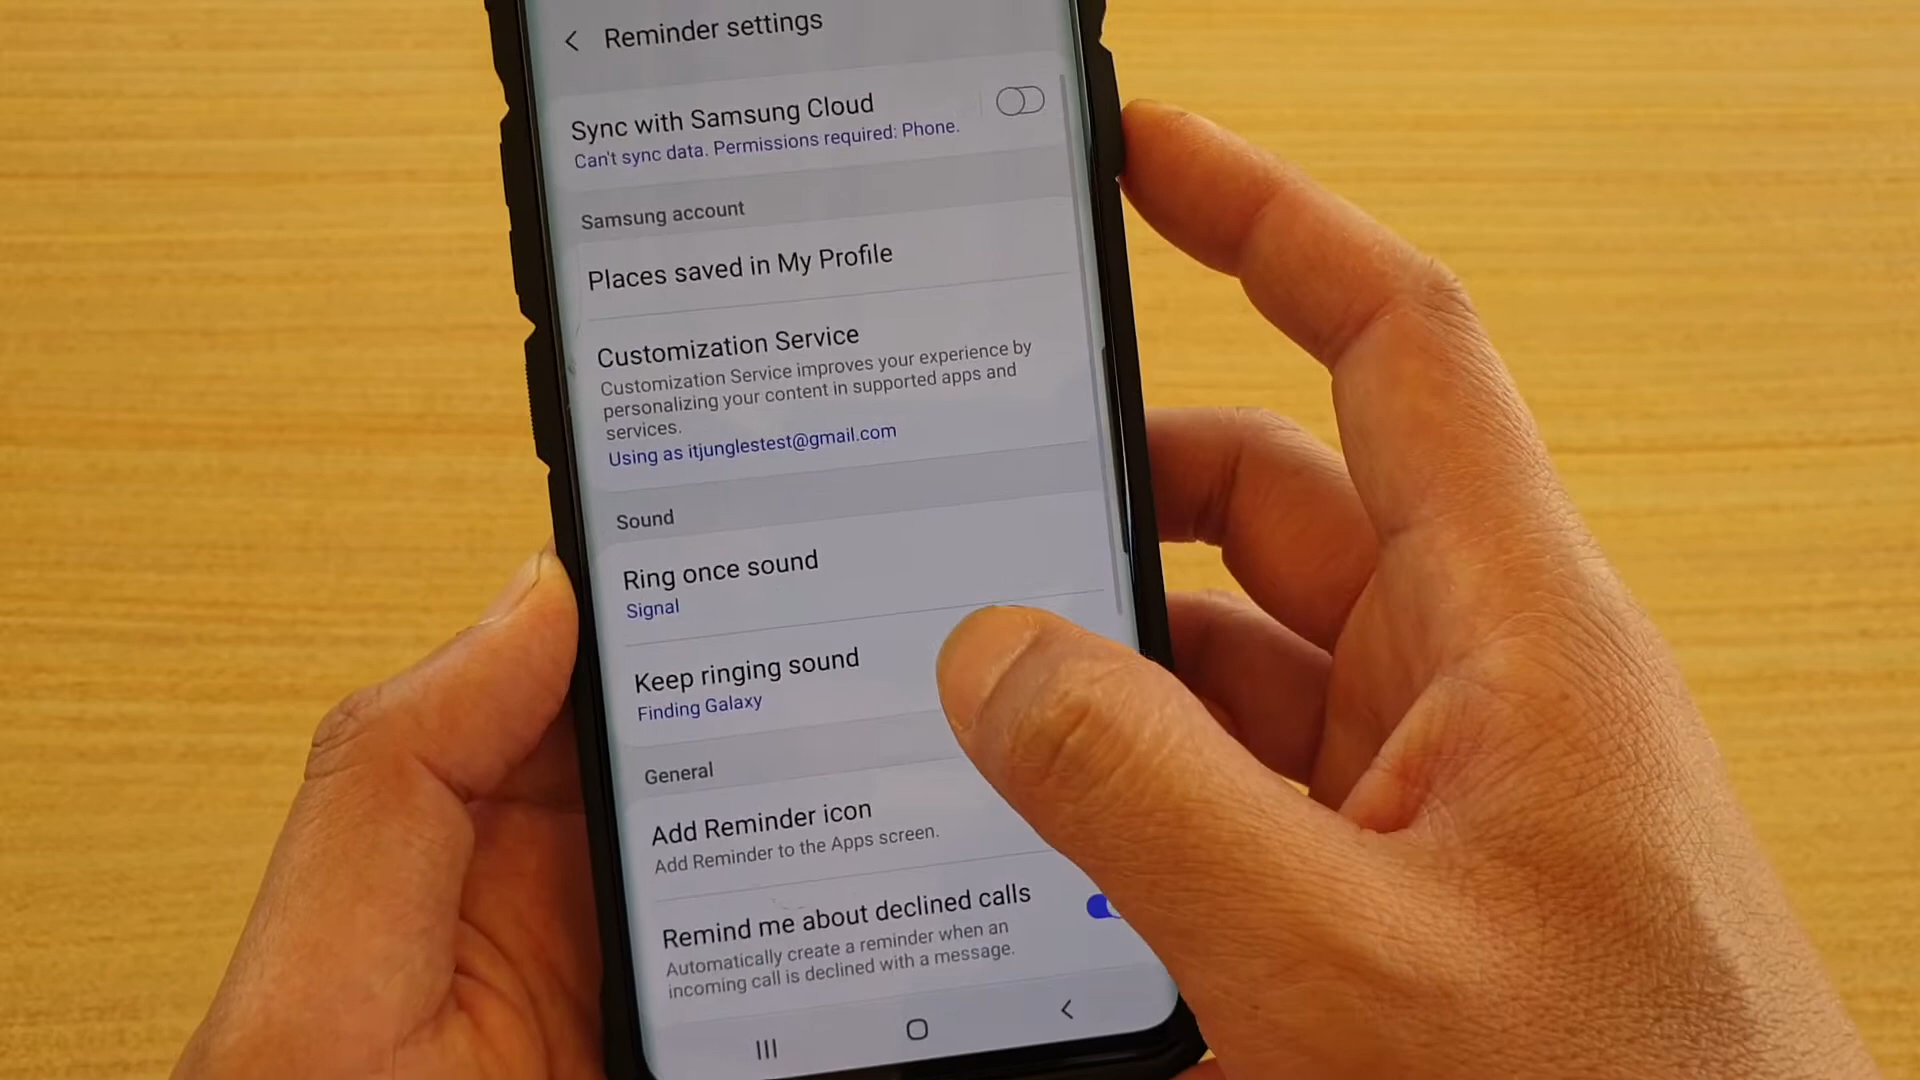 Reminder settings
Sync with Samsung Cloud
Can't sync data. Permissions required: Phone.
Samsung account
Places saved in My Profile
Customization Service
Customization Service improves your experience by
personalizing your content in supported apps and
services.
Using as itjunglestest@gmail.com
Sound
Ring once sound
Signal
Keep ringing sound
Finding Galaxy
General
Add Reminder icon
Add Reminder to the Apps screen.
Remind me about declined calls
Automatically create a reminder when an
incoming call is declined with a message.